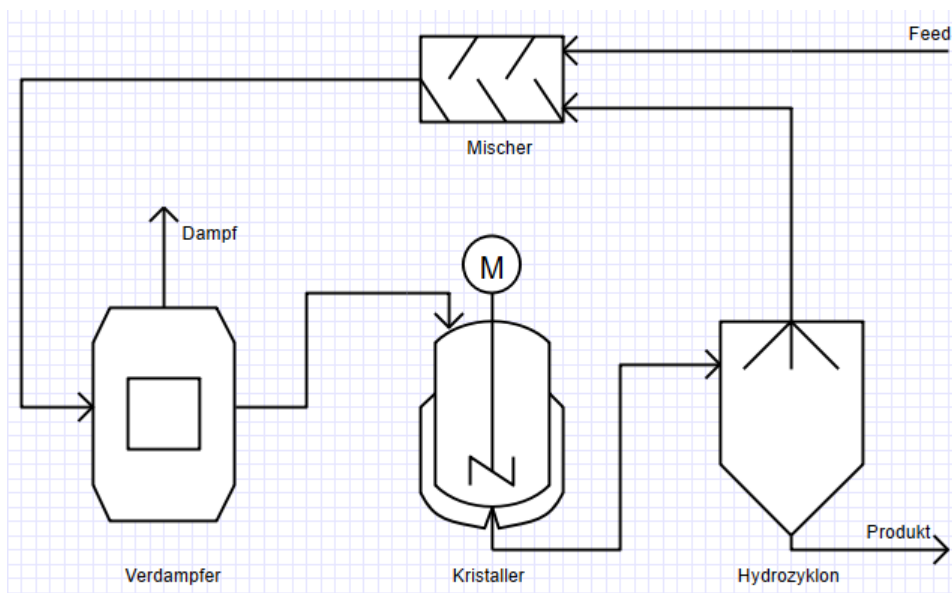 Feed
Mischer
Dampf
M
Produkt
Verdampfer
Kristaller
Hydrozyklon